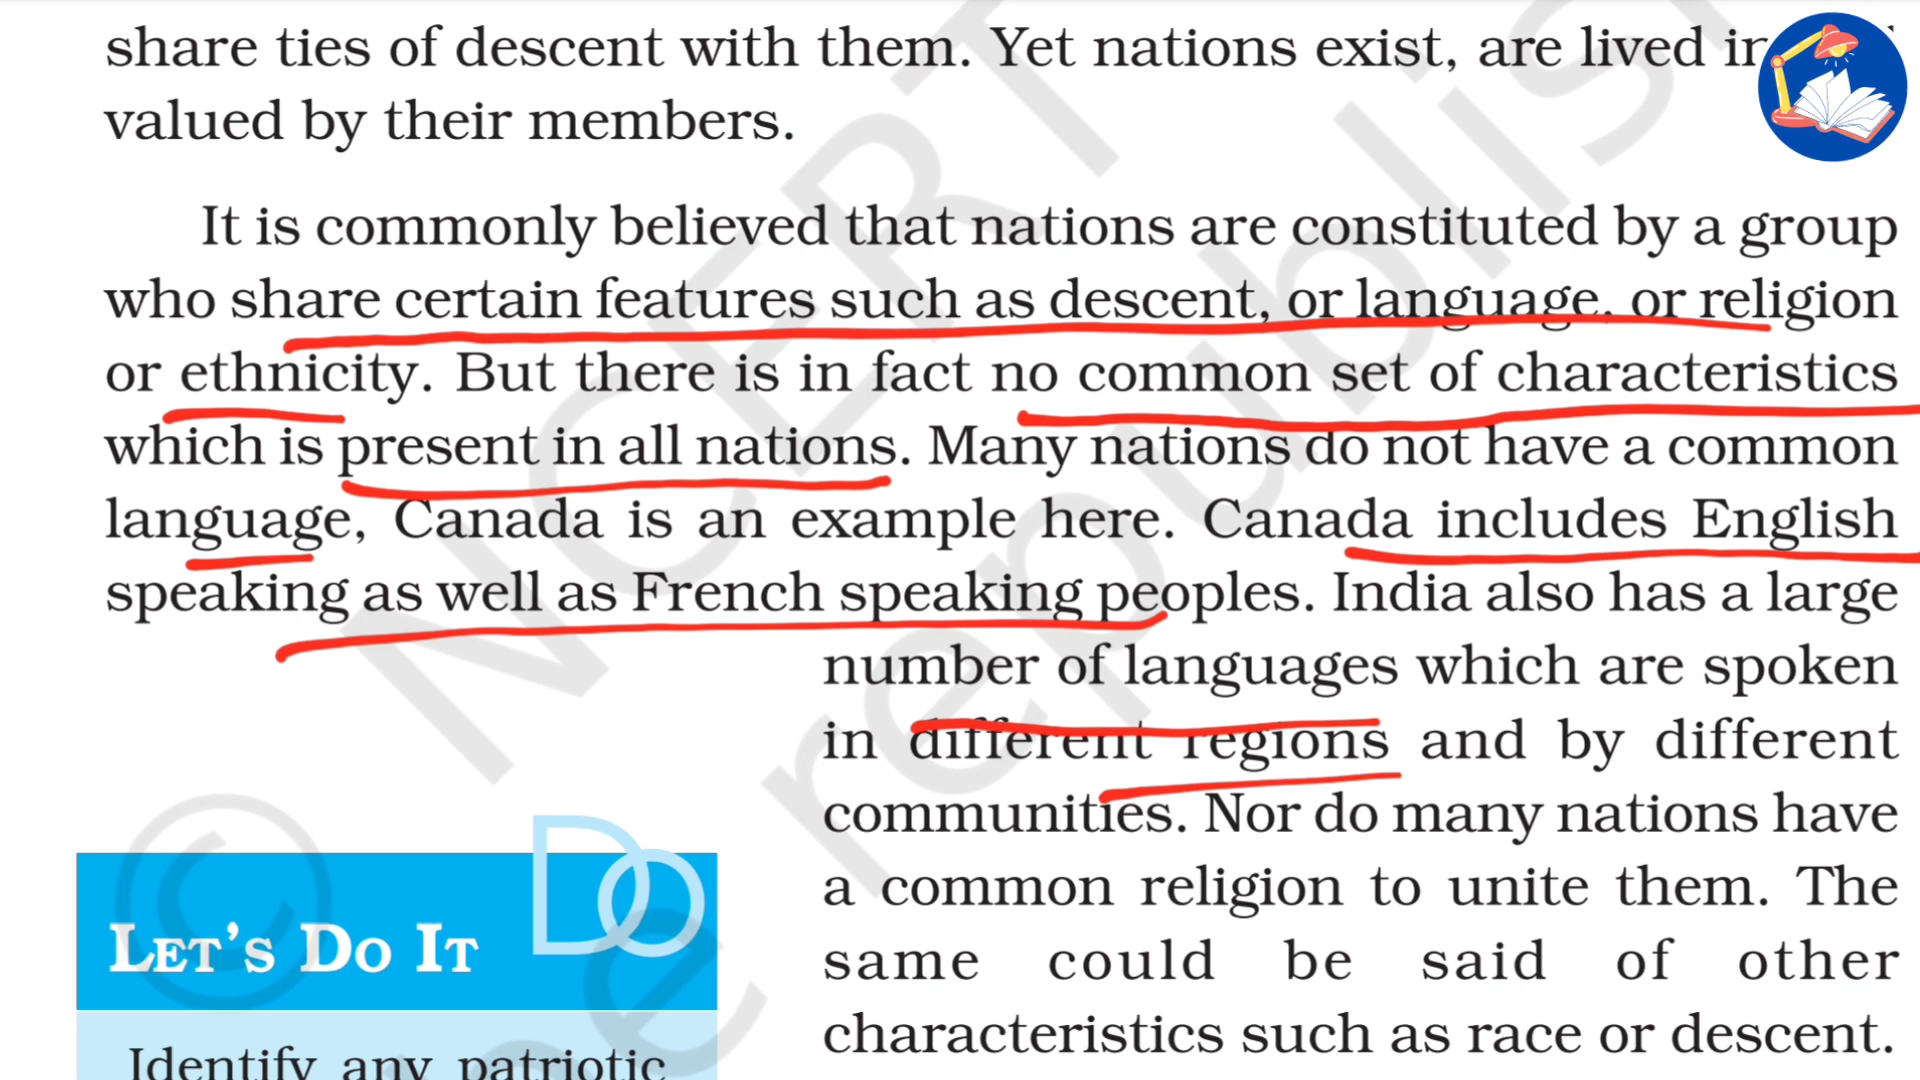 share ties of descent with them. Yet nations exist, are lived in
valued by their members.
It is commonly believed that nations are constituted by a group
who share certain features such as descent, or language, or religion
or ethnicity. But there is in fact no common set of characteristics
which is present in all nations. Many nations do not have a common
language, Canada is an example here. Canada includes English
speaking as well as French speaking peoples. India also has a large
number of languages which are spoken
in different regions and by different
communities. Nor do many nations have
a common religion to unite them. The
same could be said of other
characteristics such as race or descent.
Do
LET'S DO IT
Identify any patriotic
© NCERT
republis